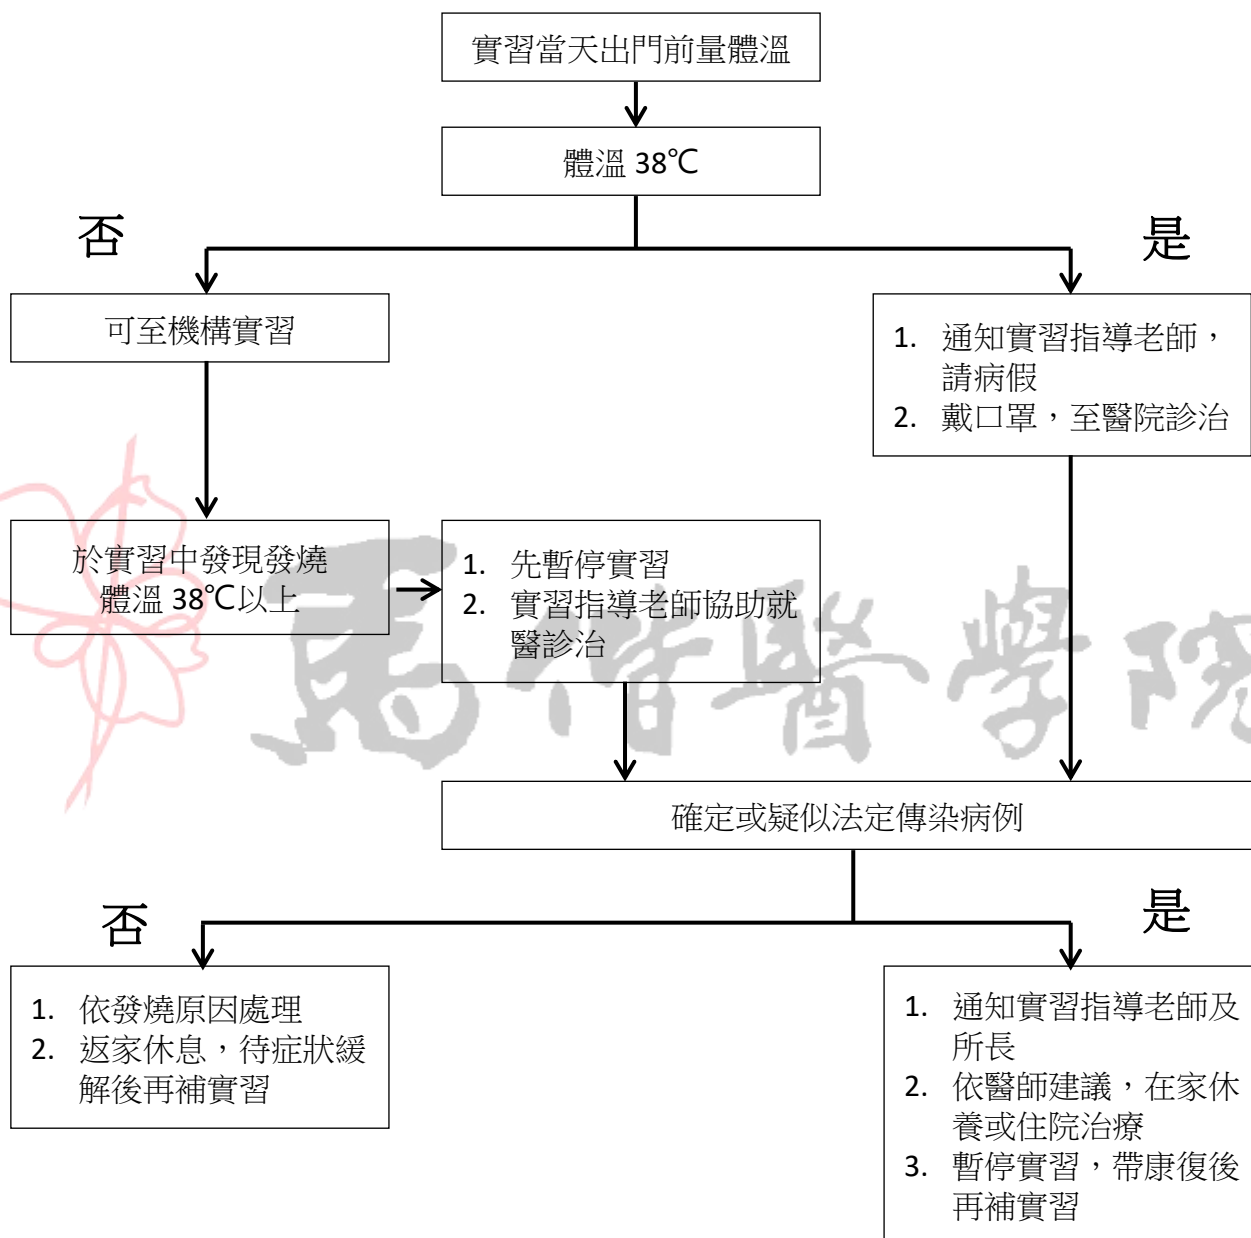 實習當天出門前量體溫
體溫 38℃
否
是
可至機構實習
1. 通知實習指導老師，
請病假
2. 戴口罩，至醫院診治
於實習中發現發燒
體溫 38℃以上
1. 先暫停實習
2. 實習指導老師協助就
醫診治
馬偕醫學院
確定或疑似法定傳染病例
否
是
1. 依發燒原因處理
2. 返家休息，待症狀緩
解後再補實習
1. 通知實習指導老師及
所長
2. 依醫師建議，在家休
養或住院治療
3. 暫停實習，帶康復後
再補實習